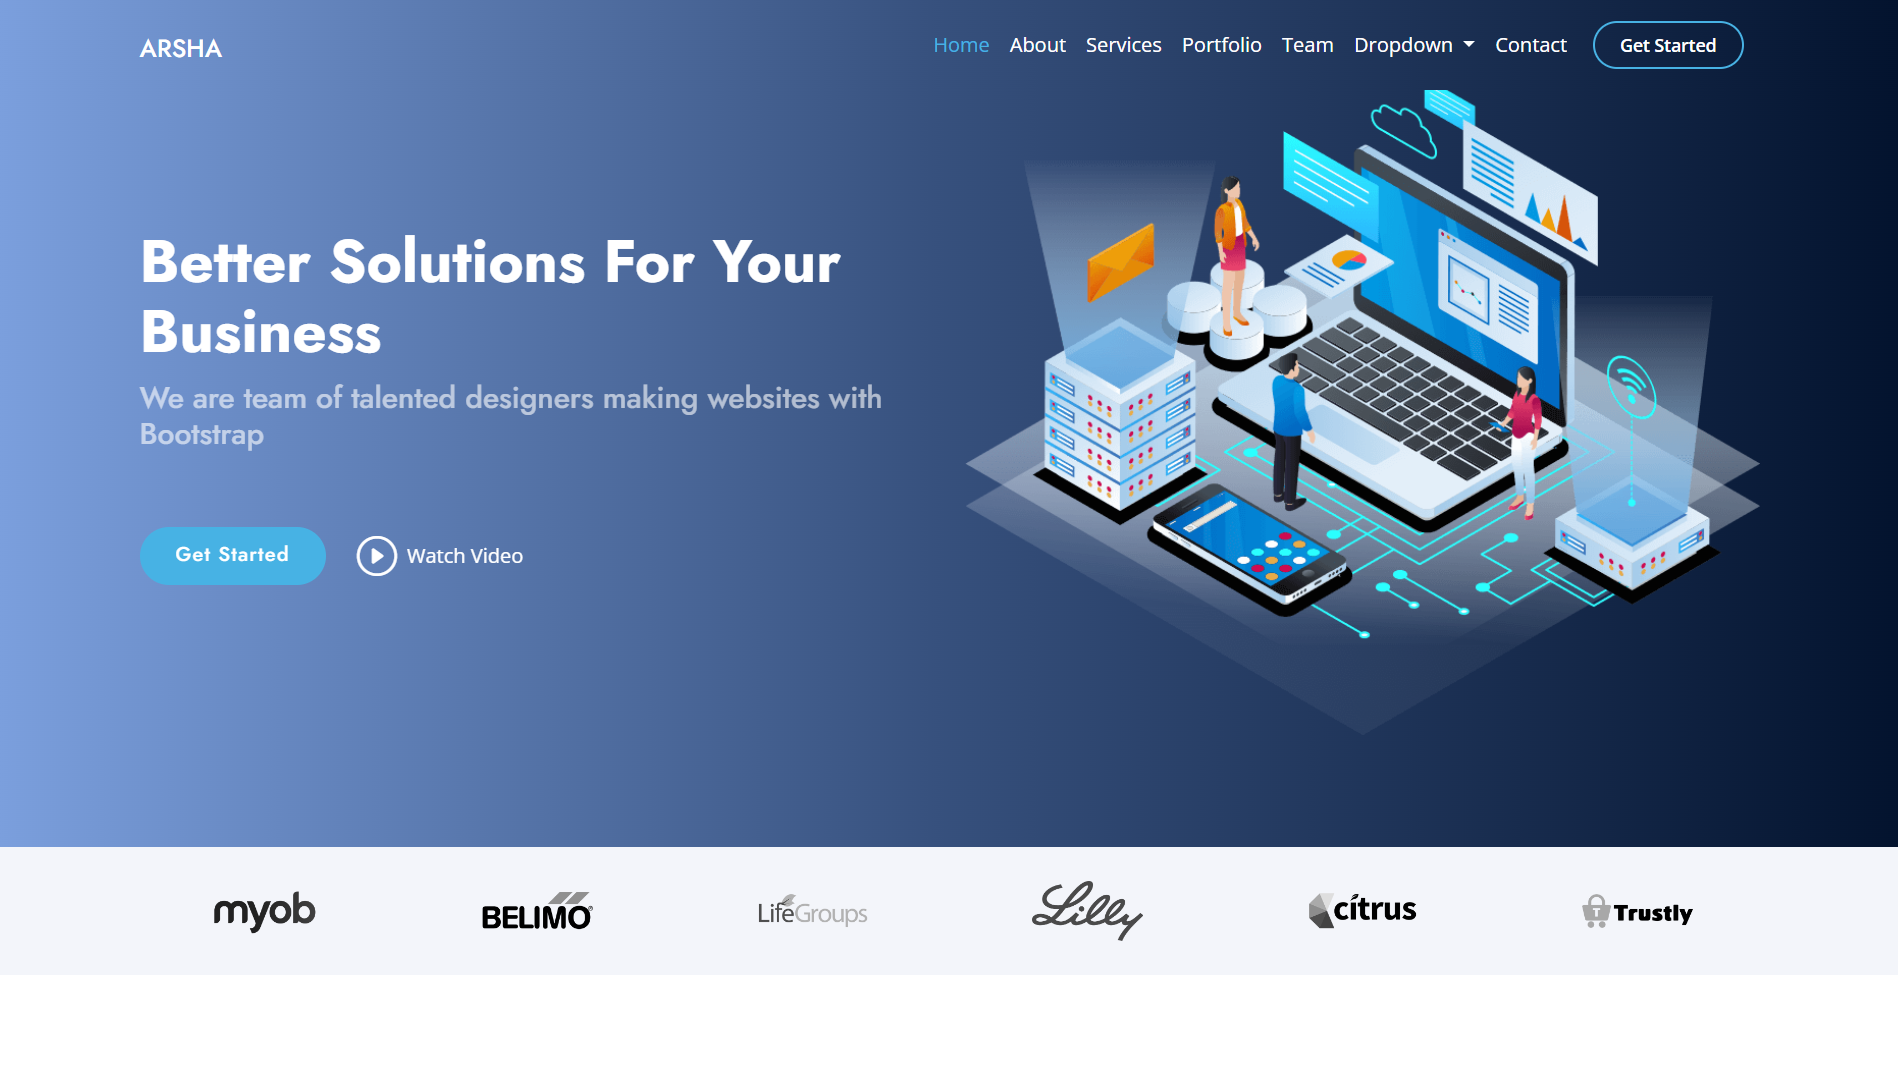 ARSHA
Home About Services Portfolio Team Dropdown Contact Get Started
Better Solutions For Your
Business
We are team of talented designers making websites with
Bootstrap
Get Started Watch Video
myob BELIMO® LifeGroups Lilly cítrus T Trustly